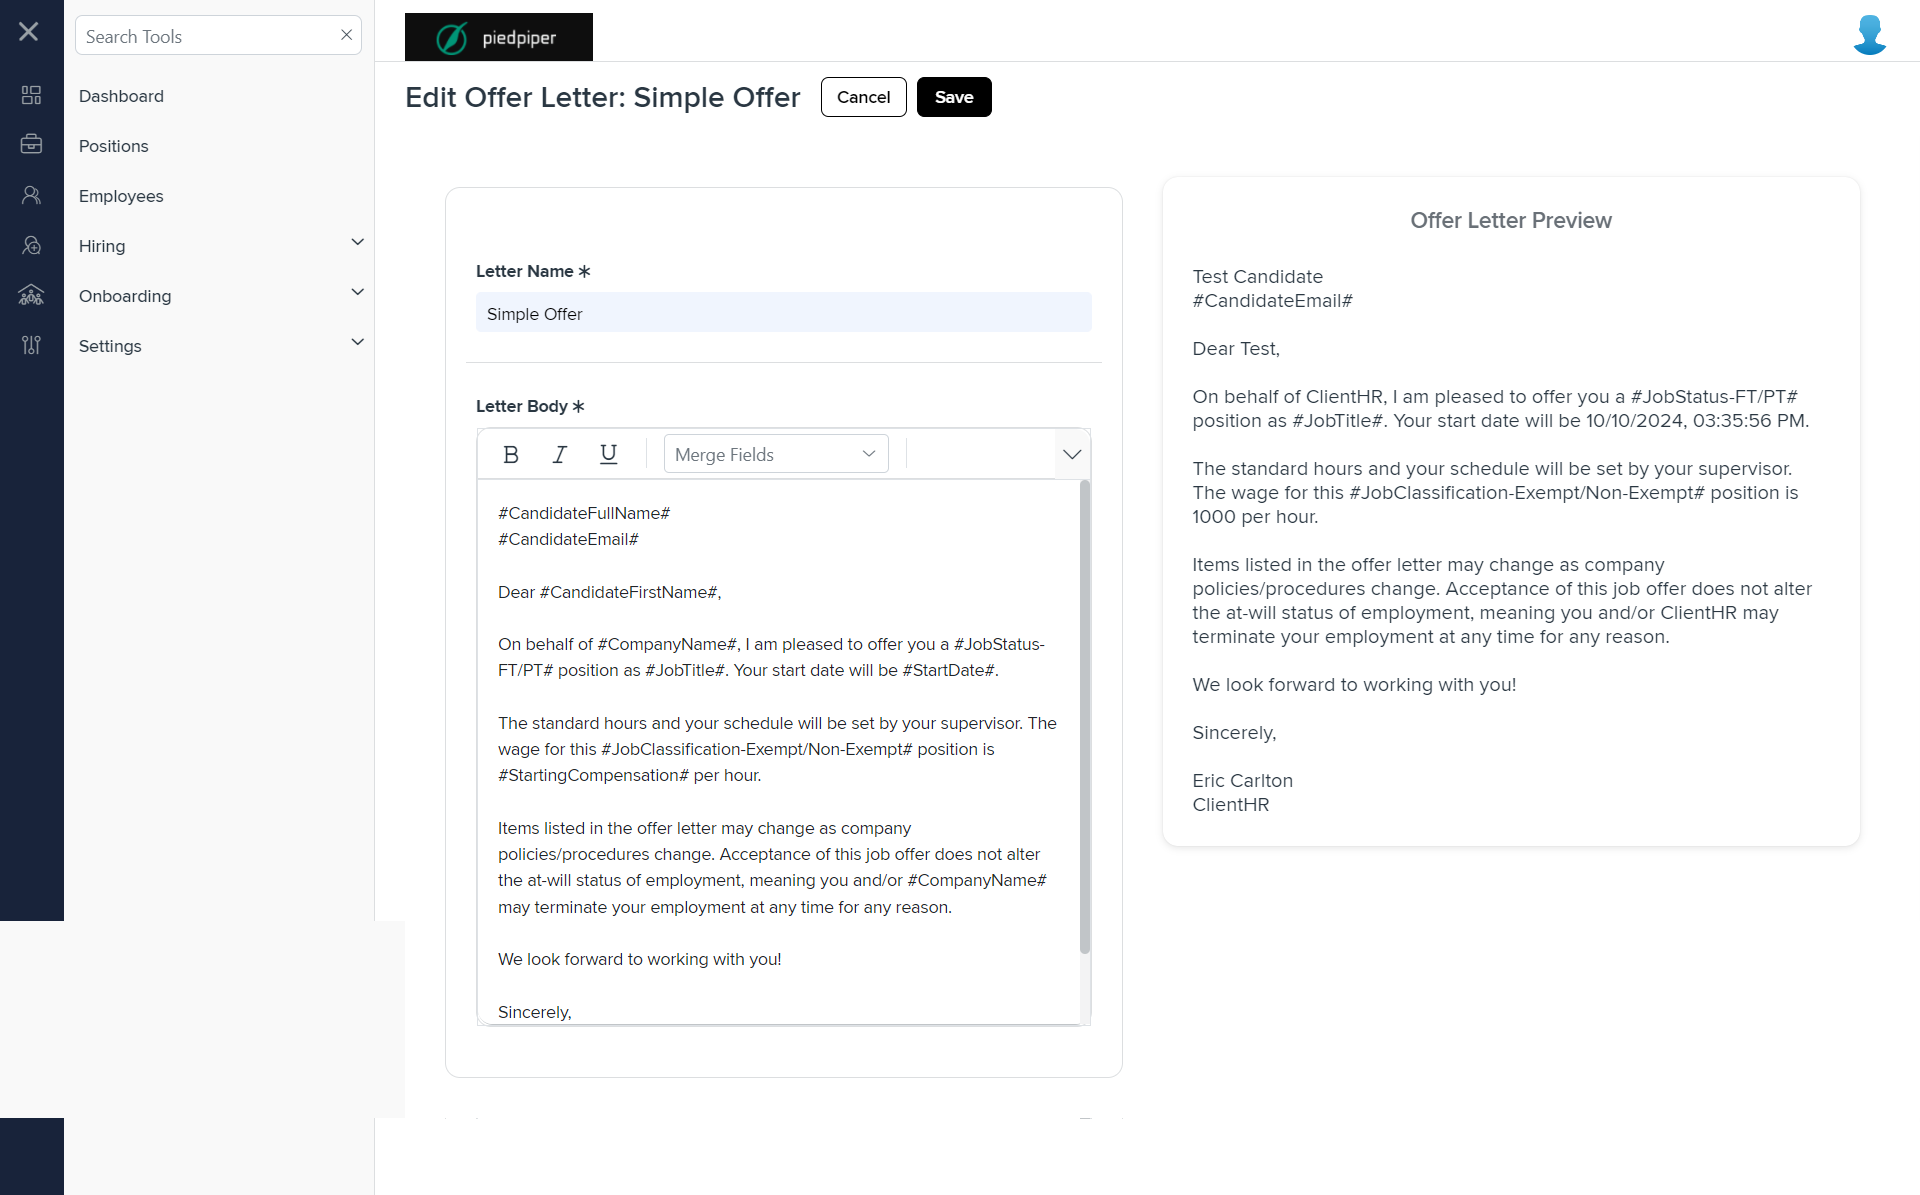 Search Tools
Dashboard
Positions
Employees
Hiring
Onboarding
Settings
piedpiper
Edit Offer Letter: Simple Offer
Cancel
Save
Letter Name *
Simple Offer
Letter Body *
B I U
Merge Fields
#CandidateFullName#
#CandidateEmail#
Dear #CandidateFirstName#,
On behalf of #CompanyName#, I am pleased to offer you a #JobStatus-
FT/PT# position as #JobTitle#. Your start date will be #StartDate#.
The standard hours and your schedule will be set by your supervisor. The
wage for this #JobClassification-Exempt/Non-Exempt# position is
#StartingCompensation# per hour.
Items listed in the offer letter may change as company
policies/procedures change. Acceptance of this job offer does not alter
the at-will status of employment, meaning you and/or #CompanyName#
may terminate your employment at any time for any reason.
We look forward to working with you!
Sincerely,
Offer Letter Preview
Test Candidate
#CandidateEmail#
Dear Test,
On behalf of ClientHR, I am pleased to offer you a #JobStatus-FT/PT#
position as #JobTitle#. Your start date will be 10/10/2024, 03:35:56 PM.
The standard hours and your schedule will be set by your supervisor.
The wage for this #JobClassification-Exempt/Non-Exempt# position is
1000 per hour.
Items listed in the offer letter may change as company
policies/procedures change. Acceptance of this job offer does not alter
the at-will status of employment, meaning you and/or ClientHR may
terminate your employment at any time for any reason.
We look forward to working with you!
Sincerely,
Eric Carlton
ClientHR